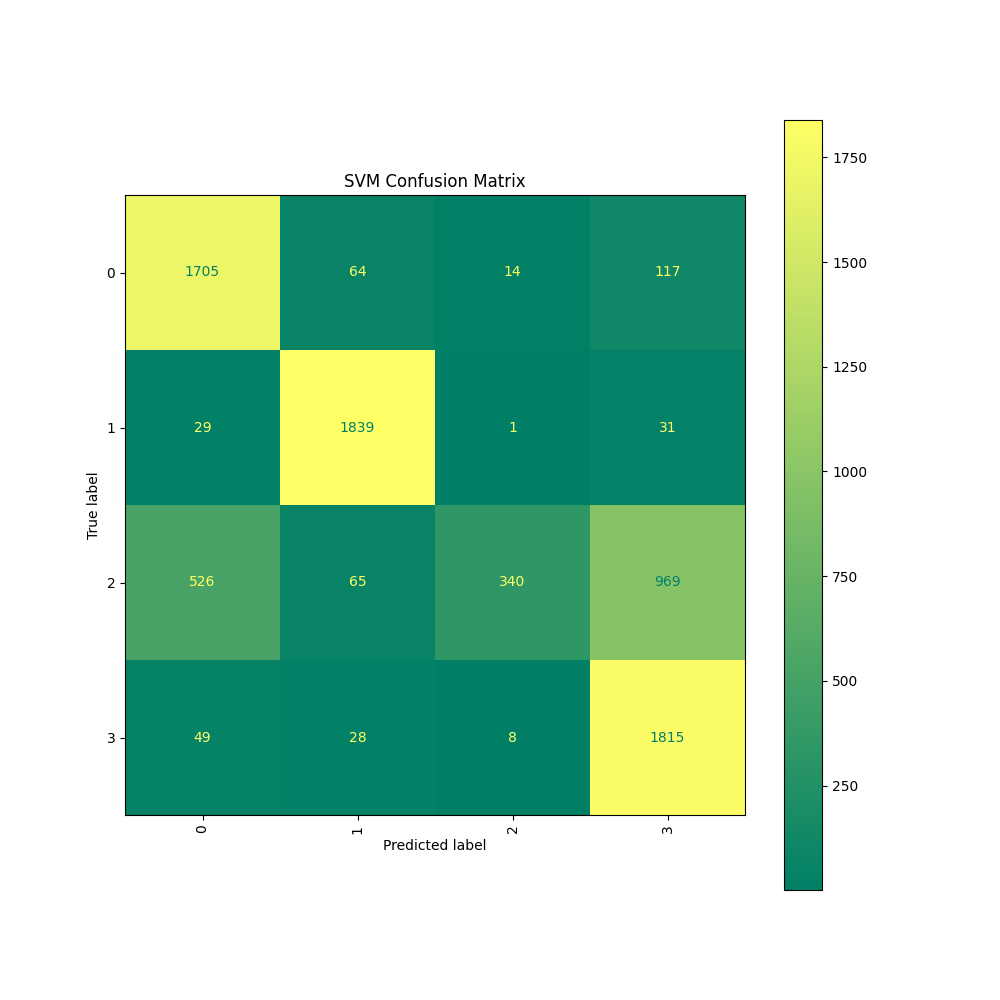 SVM Confusion Matrix
1750
1500
1250
1000
750
500
250
0 1705 64 14 117
1 29 1839 1 31
2 526 65 340 969
3 49 28 8 1815
True label
0 1 2 3
Predicted label